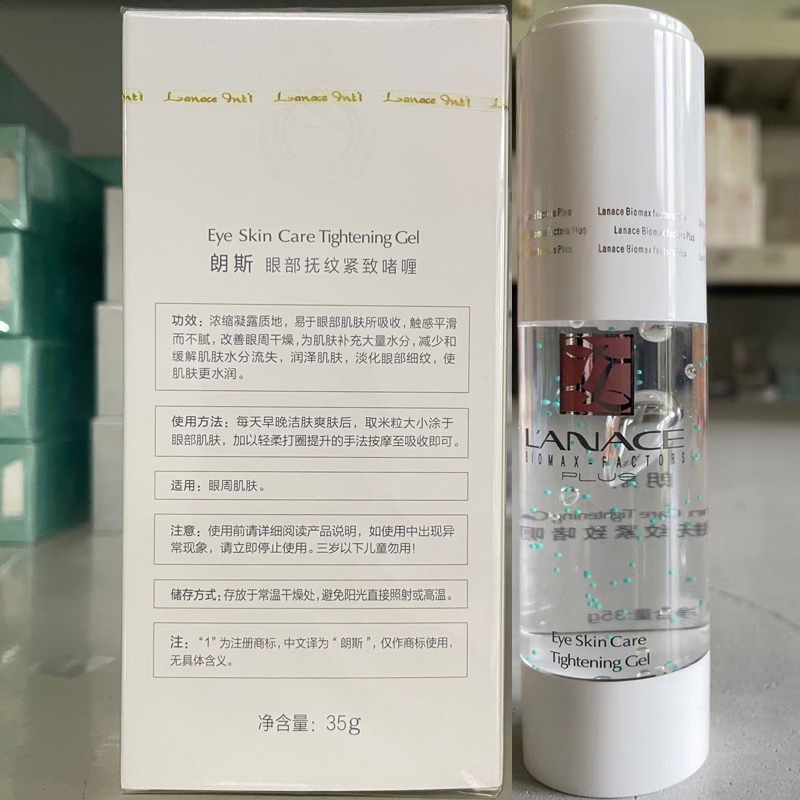 Lanace Int'l Lanace Int'l Lanace Int'l
Eye Skin Care Tightening Gel
朗斯 眼部抚纹紧致啫喱
功效：浓缩凝露质地，易于眼部肌肤所吸收，触感平滑
而不腻，改善眼周干燥，为肌肤补充大量水分，减少和
缓解肌肤水分流失，润泽肌肤，淡化眼部细纹，使
肌肤更水润。
使用方法：每天早晚洁肤爽肤后，取米粒大小涂于
眼部肌肤，加以轻柔打圈提升的手法按摩至吸收即可。
适用：眼周肌肤。
注意：使用前请详细阅读产品说明，如使用中出现异
常现象，请立即停止使用。三岁以下儿童勿用！
储存方式：存放于常温干燥处，避免阳光直接照射或高温。
注：“1”为注册商标，中文译为“朗斯”，仅作商标使用，
无具体含义。
净含量：35g
Lanace Biomax
Lanace Biomax factors Plus
Lanace Biomax factors Plus
L'ANACE
BIOMAX-FACTORS
PLUS
Eye Skin Care
Tightening Gel